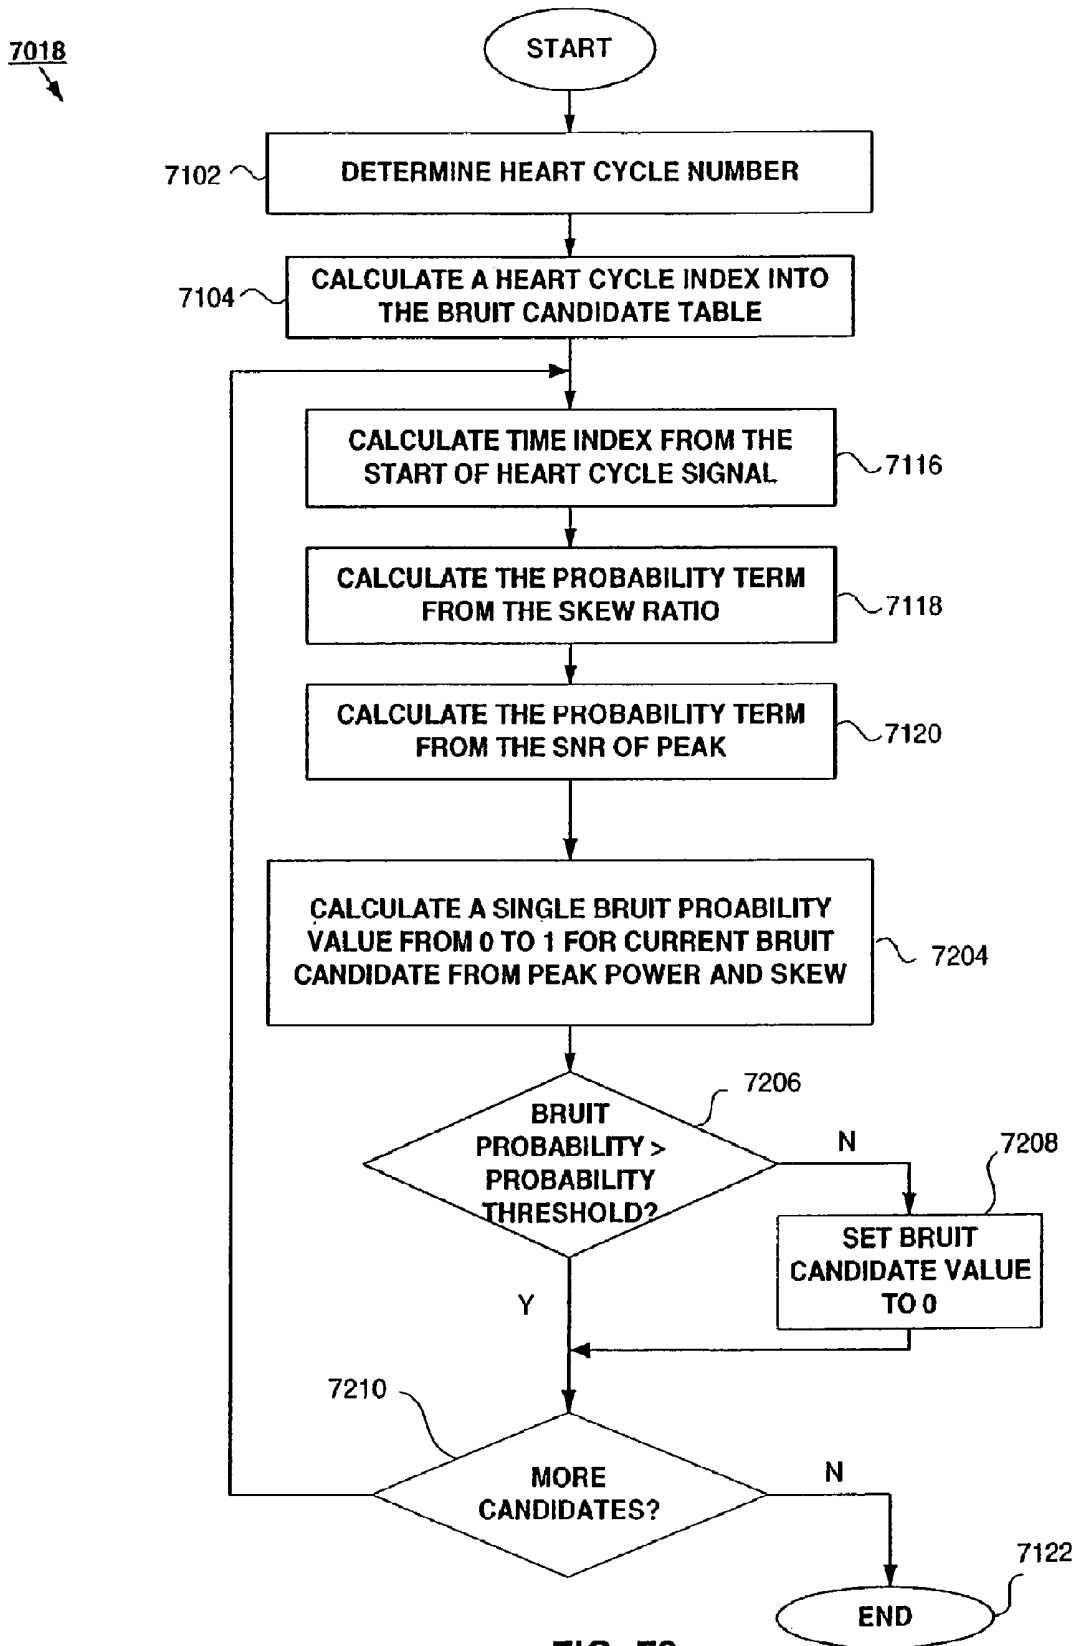 7018
START
7102
DETERMINE HEART CYCLE NUMBER
7104
CALCULATE A HEART CYCLE INDEX INTO
THE BRUIT CANDIDATE TABLE
CALCULATE TIME INDEX FROM THE
START OF HEART CYCLE SIGNAL
7116
CALCULATE THE PROBABILITY TERM
FROM THE SKEW RATIO
7118
CALCULATE THE PROBABILITY TERM
FROM THE SNR OF PEAK
7120
CALCULATE A SINGLE BRUIT PROABILITY
VALUE FROM 0 TO 1 FOR CURRENT BRUIT
CANDIDATE FROM PEAK POWER AND SKEW
7204
7206
BRUIT
PROBABILITY >
PROBABILITY
THRESHOLD?
N
7208
SET BRUIT
CANDIDATE VALUE
TO 0
Y
7210
MORE
CANDIDATES?
N
7122
END